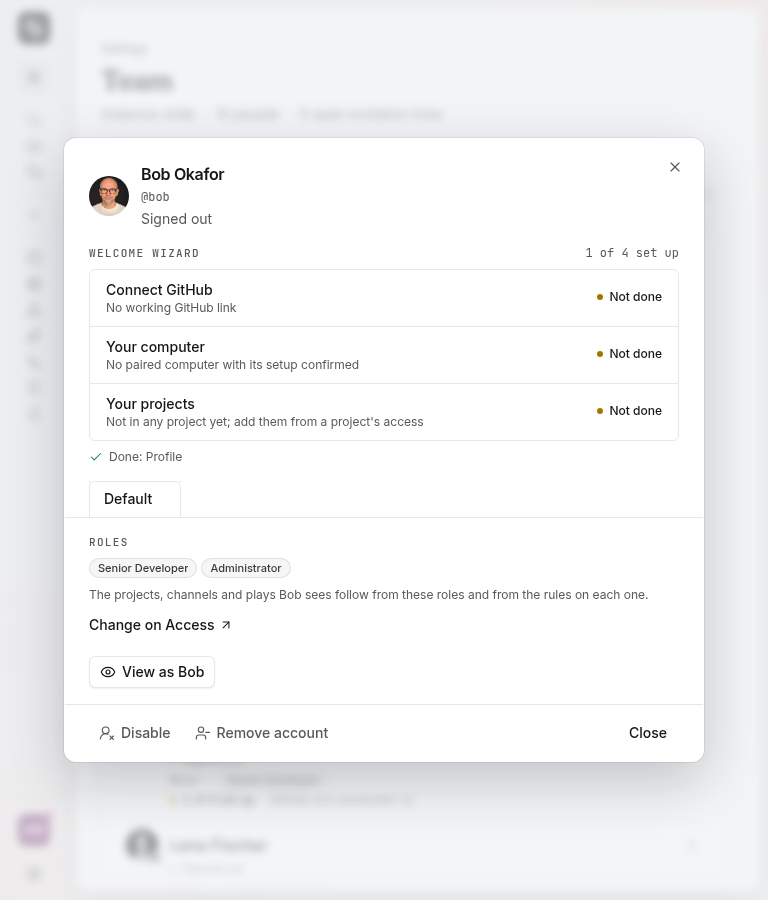 Team
Bob Okafor
@bob
Signed out
WELCOME WIZARD
1 of 4 set up
Connect GitHub
No working GitHub link
Not done
Your computer
No paired computer with its setup confirmed
Not done
Your projects
Not in any project yet; add them from a project's access
Not done
Done: Profile
Default
ROLES
Senior Developer
Administrator
The projects, channels and plays Bob sees follow from these roles and from the rules on each one.
Change on Access
View as Bob
Disable
Remove account
Close